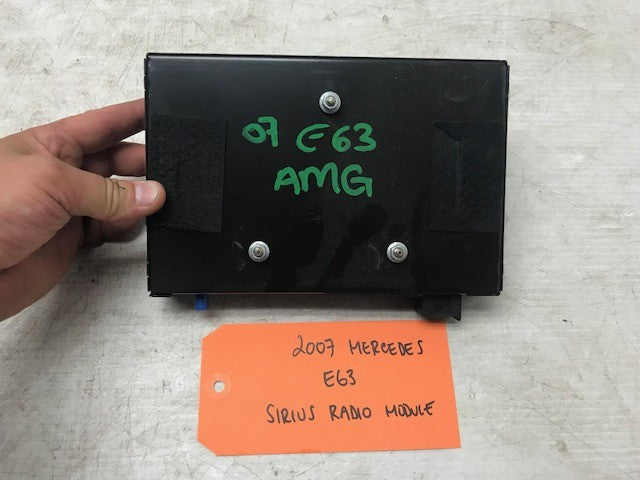 07 E63
AMG
2007 MERCEDES
E63
SIRIUS RADIO MODULE